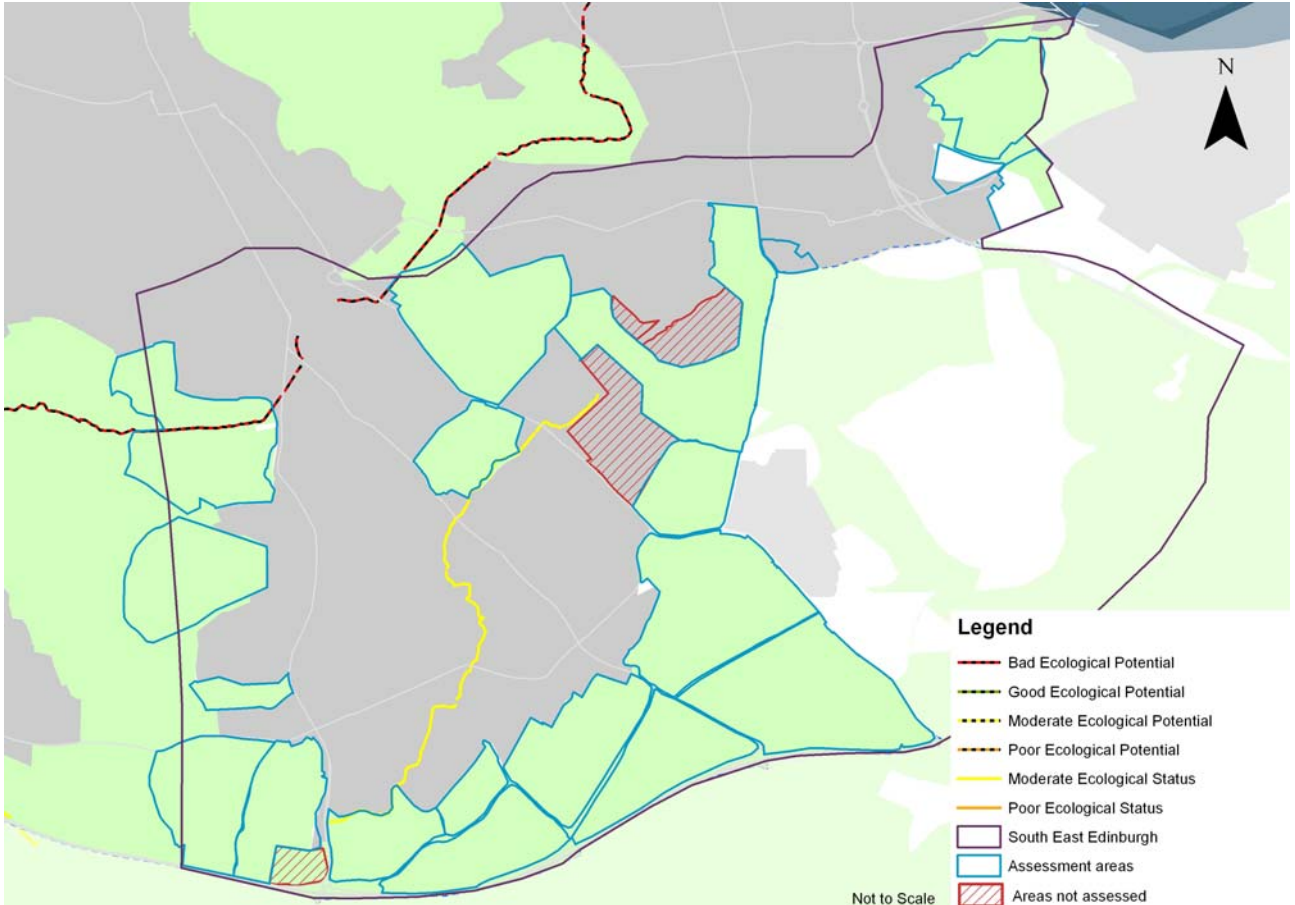 N
Legend
Bad Ecological Potential
Good Ecological Potential
Moderate Ecological Potential
Poor Ecological Potential
Moderate Ecological Status
Poor Ecological Status
South East Edinburgh
Assessment areas
Areas not assessed
Not to Scale